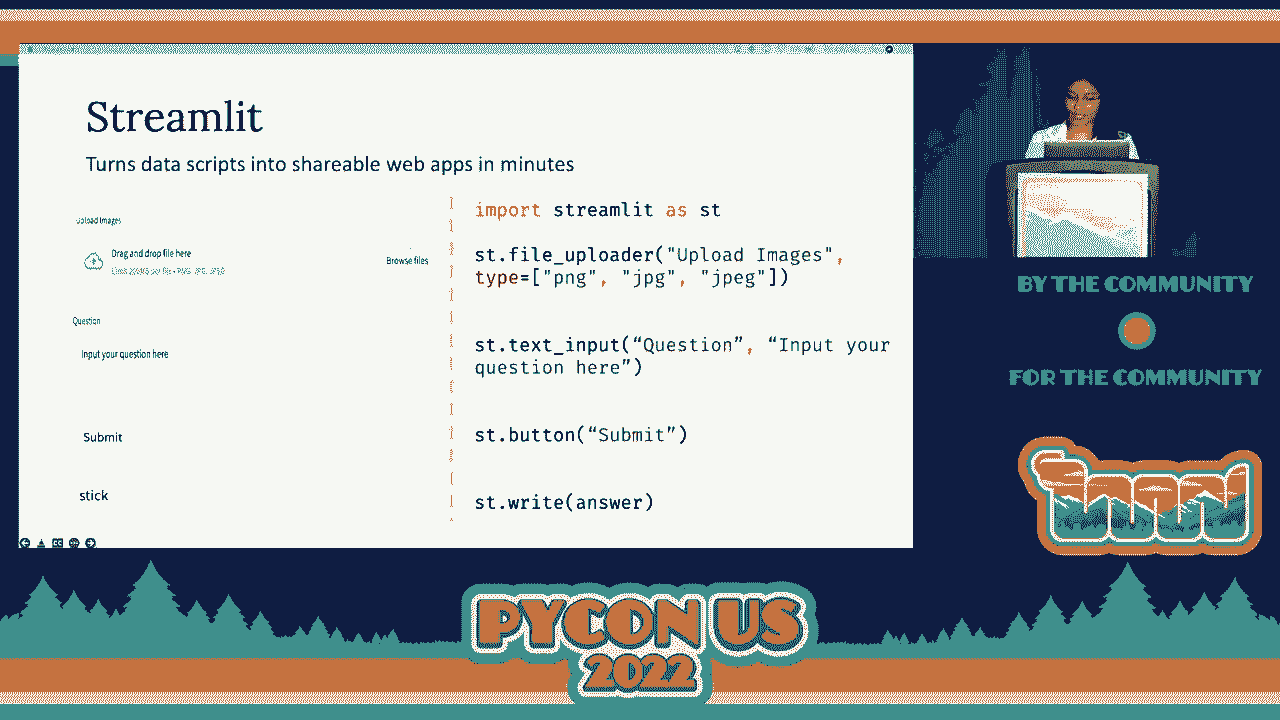 Streamlit
Turns data scripts into shareable web apps in minutes
Upload Images
Drag and drop file here
Browse files
Question
Input your question here
Submit
stick
import streamlit as st
st.file_uploader("Upload Images",
type=["png", "jpg", "jpeg"])
st.text_input(“Question”, “Input your
question here”)
st.button(“Submit”)
st.write(answer)
BY THE COMMUNITY
FOR THE COMMUNITY
PYCON US
2022